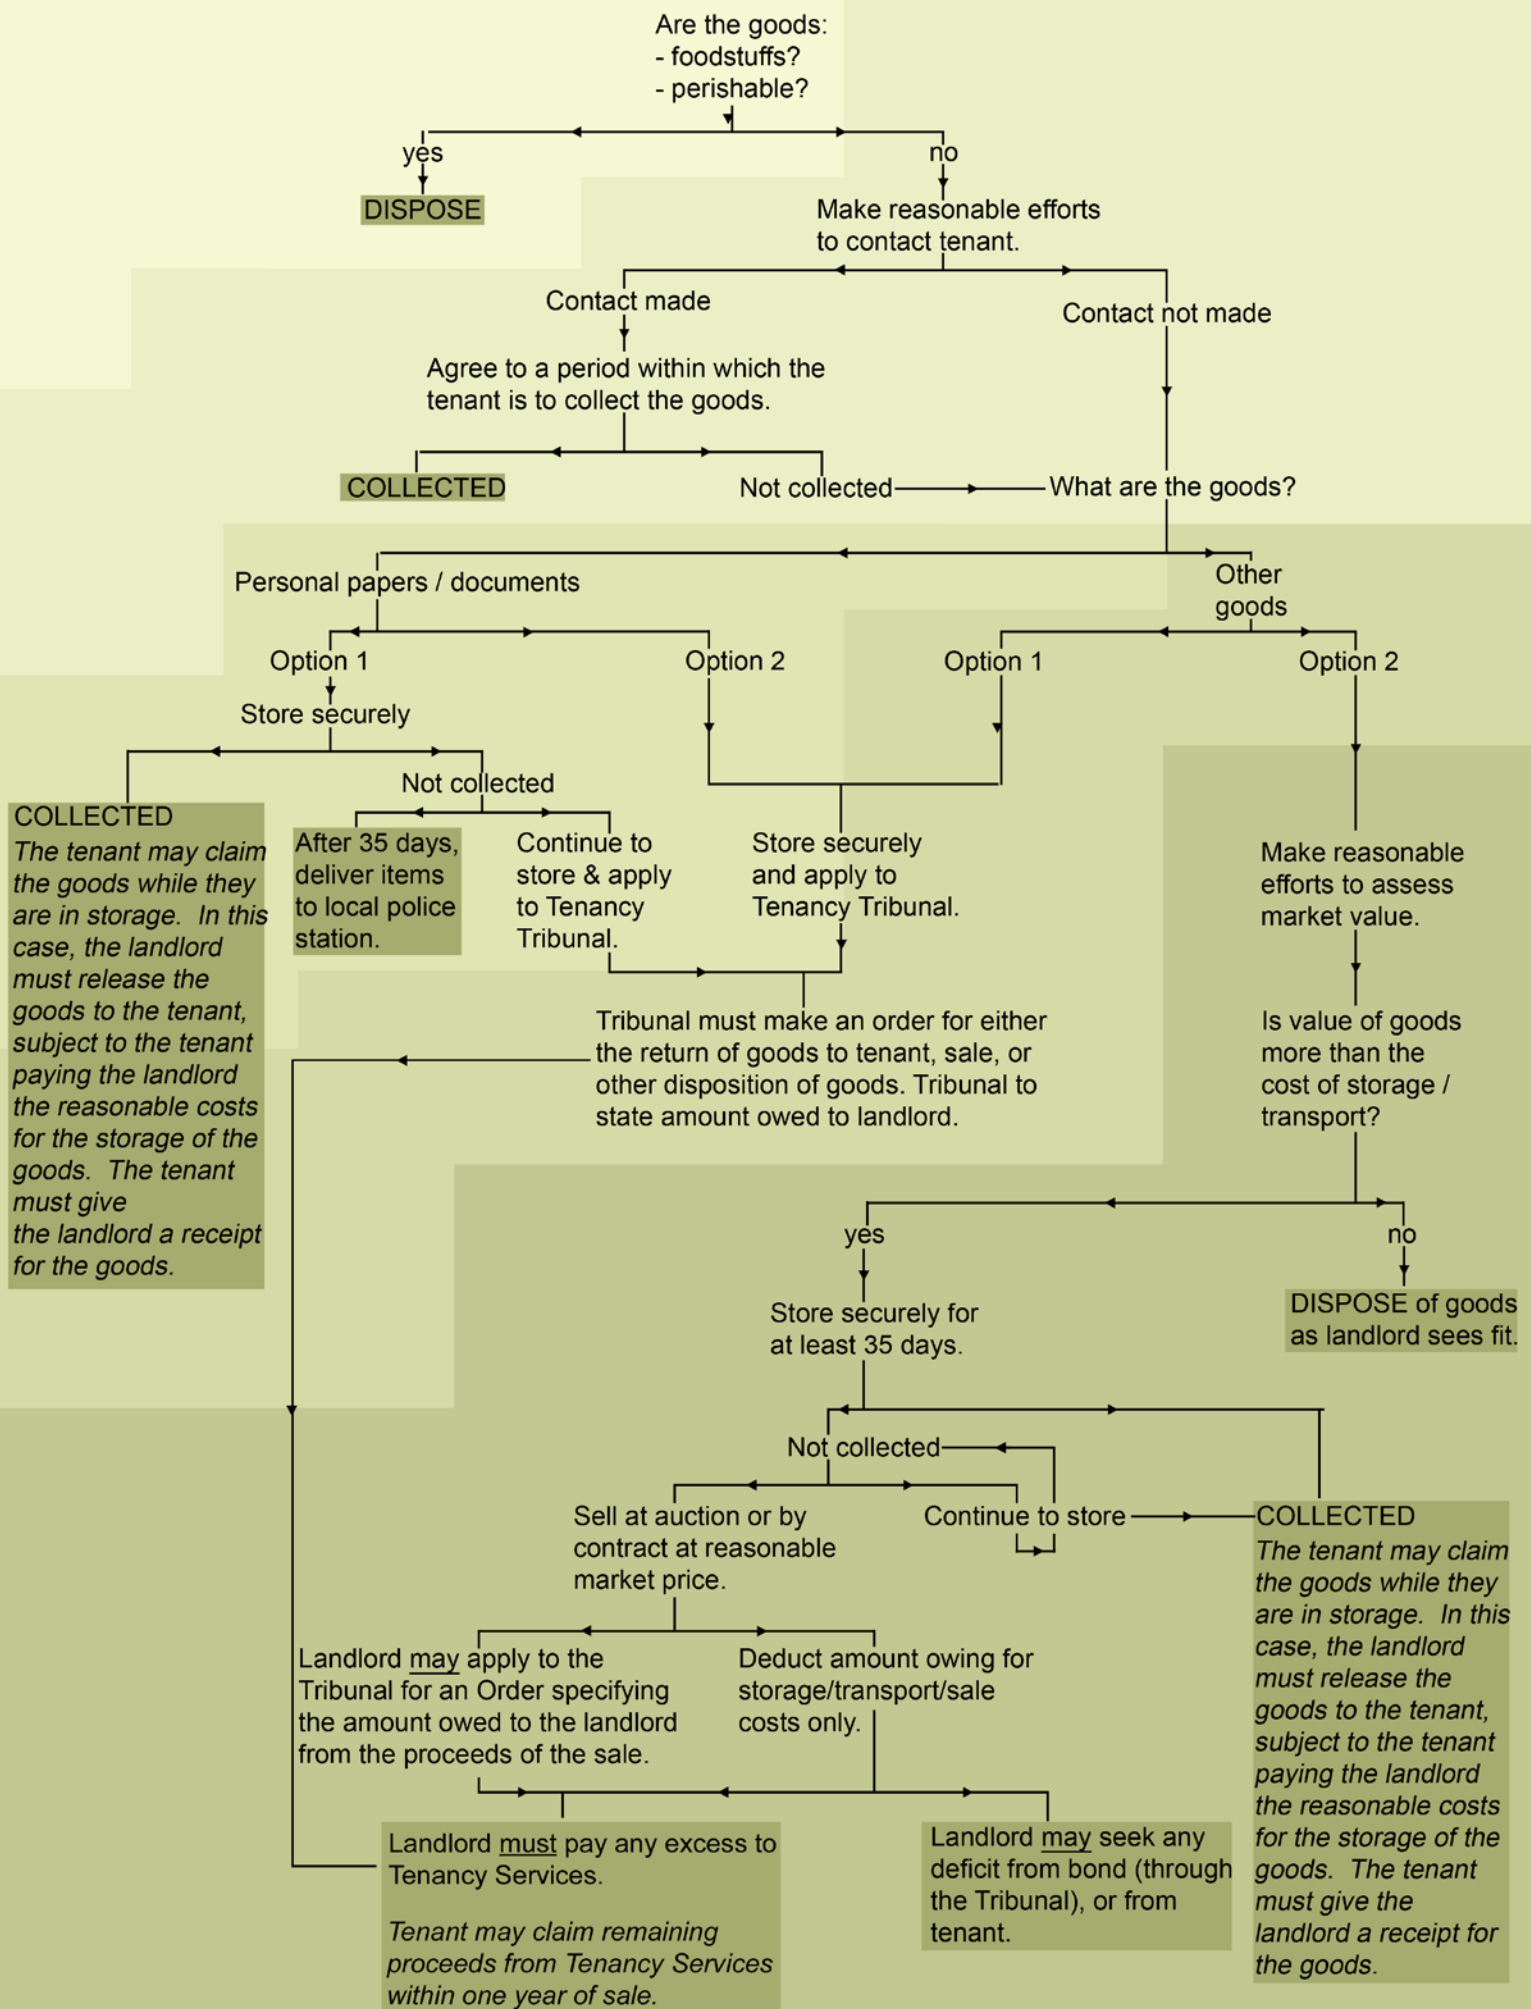 Are the goods:
- foodstuffs?
- perishable?
yes
no
DISPOSE
Make reasonable efforts
to contact tenant.
Contact made
Contact not made
Agree to a period within which the
tenant is to collect the goods.
COLLECTED
Not collected
What are the goods?
Personal papers / documents
Other
goods
Option 1
Option 2
Option 1
Option 2
Store securely
Not collected
COLLECTED
The tenant may claim
the goods while they
are in storage. In this
case, the landlord
must release the
goods to the tenant,
subject to the tenant
paying the landlord
the reasonable costs
for the storage of the
goods. The tenant
must give
the landlord a receipt
for the goods.
After 35 days,
deliver items
to local police
station.
Continue to
store & apply
to Tenancy
Tribunal.
Store securely
and apply to
Tenancy Tribunal.
Make reasonable
efforts to assess
market value.
Tribunal must make an order for either
the return of goods to tenant, sale, or
other disposition of goods. Tribunal to
state amount owed to landlord.
Is value of goods
more than the
cost of storage /
transport?
yes
no
Store securely for
at least 35 days.
DISPOSE of goods
as landlord sees fit.
Not collected
Sell at auction or by
contract at reasonable
market price.
Continue to store
COLLECTED
The tenant may claim
the goods while they
are in storage. In this
case, the landlord
must release the
goods to the tenant,
subject to the tenant
paying the landlord
the reasonable costs
for the storage of the
goods. The tenant
must give the
landlord a receipt for
the goods.
Landlord may apply to the
Tribunal for an Order specifying
the amount owed to the landlord
from the proceeds of the sale.
Deduct amount owing for
storage/transport/sale
costs only.
Landlord must pay any excess to
Tenancy Services.
Tenant may claim remaining
proceeds from Tenancy Services
within one year of sale.
Landlord may seek any
deficit from bond (through
the Tribunal), or from
tenant.